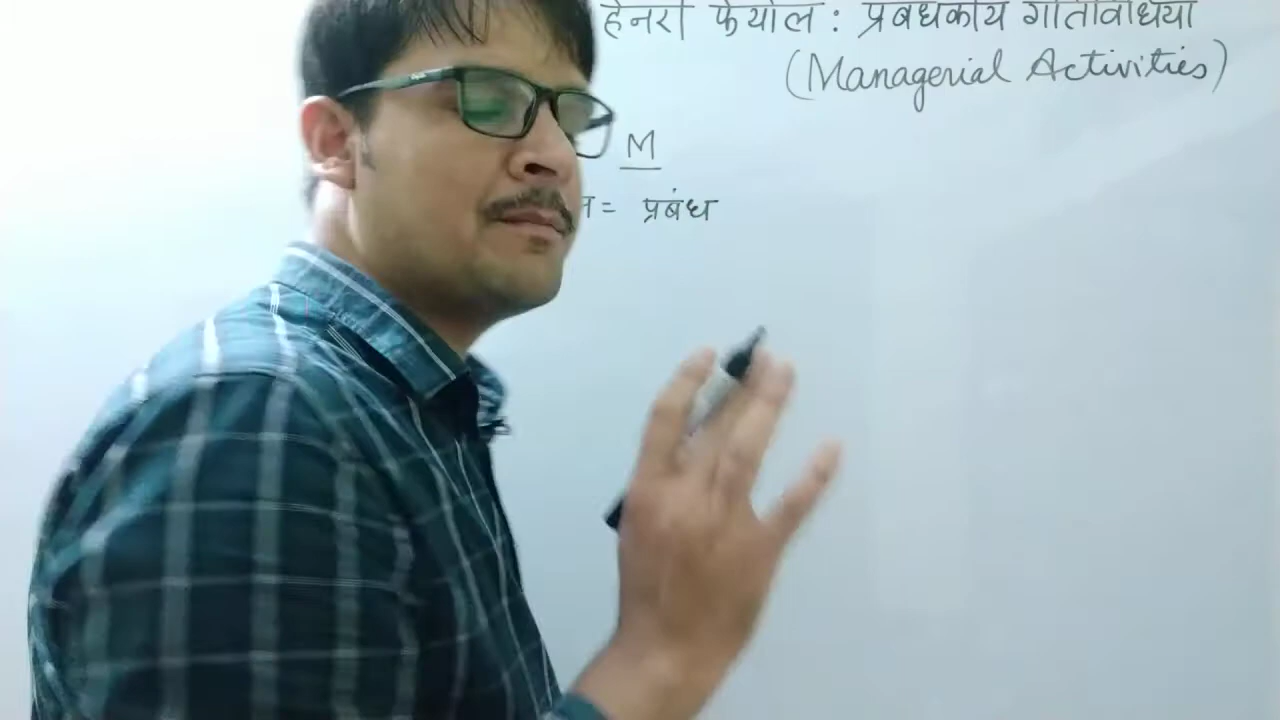 हेनरी फेयोल : प्रबंधकीय गतिविधियां
(Managerial Activities)
M
= प्रबंध